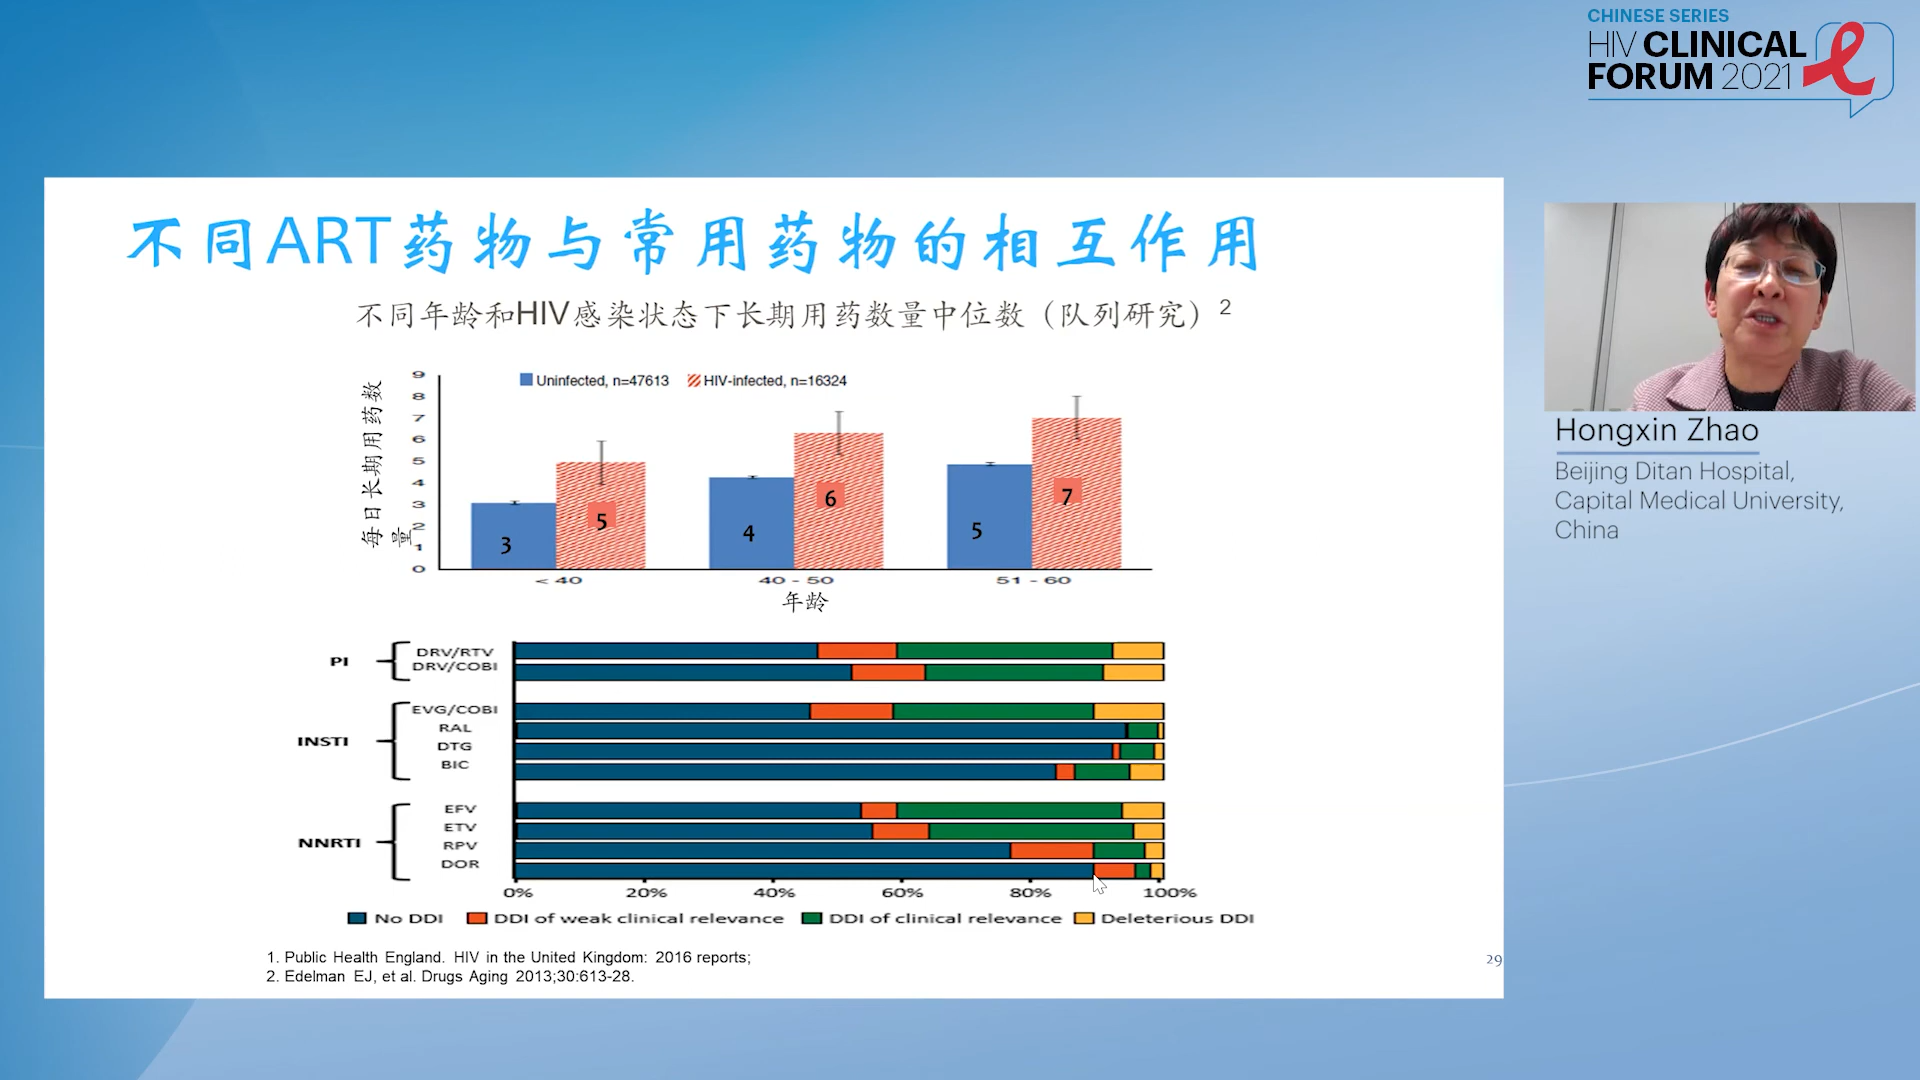 CHINESE SERIES
HIV CLINICAL
FORUM 2021
不同ART药物与常用药物的相互作用
不同年龄和HIV感染状态下长期用药数量中位数（队列研究）2
Uninfected, n=47613 HIV-infected, n=16324
每日长期用药数量
9
8
7
6
5
4
3
2
1
0
3 5 4 6 5 7
< 40 40 - 50 51 - 60
年龄
PI
DRV/RTV
DRV/COBI
INSTI
EVG/COBI
RAL
DTG
BIC
NNRTI
EFV
ETV
RPV
DOR
0% 20% 40% 60% 80% 100%
No DDI DDI of weak clinical relevance DDI of clinical relevance Deleterious DDI
1. Public Health England. HIV in the United Kingdom: 2016 reports;
2. Edelman EJ, et al. Drugs Aging 2013;30:613-28.
29
Hongxin Zhao
Beijing Ditan Hospital,
Capital Medical University,
China